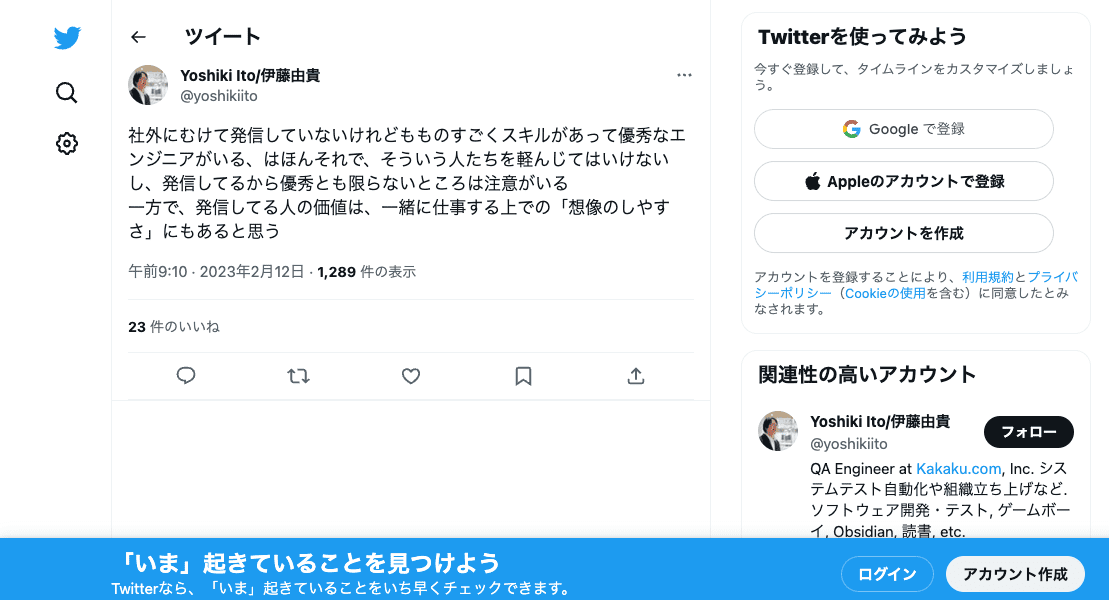 ツイート
Yoshiki Ito/伊藤由貴
@yoshikiito
社外にむけて発信していないけれどもものすごくスキルがあって優秀なエ
ンジニアがいる、はほんそれで、そういう人たちを軽んじてはいけない
し、発信してるから優秀とも限らないところは注意がいる
一方で、発信してる人の価値は、一緒に仕事する上での「想像のしやす
さ」にもあると思う
午前9:10 · 2023年2月12日 · 1,289 件の表示
23 件のいいね
Twitterを使ってみよう
今すぐ登録して、タイムラインをカスタマイズしましょ
う。
Google で登録
Appleのアカウントで登録
アカウントを作成
アカウントを登録することにより、利用規約とプライバ
シーポリシー（Cookieの使用を含む）に同意したとみ
なされます。
関連性の高いアカウント
Yoshiki Ito/伊藤由貴
@yoshikiito
フォロー
QA Engineer at Kakaku.com, Inc. シス
テムテスト自動化や組織立ち上げなど.
ソフトウェア開発・テスト, ゲームボー
イ, Obsidian, 読書, etc.
「いま」起きていることを見つけよう
Twitterなら、「いま」起きていることをいち早くチェックできます。
ログイン
アカウント作成